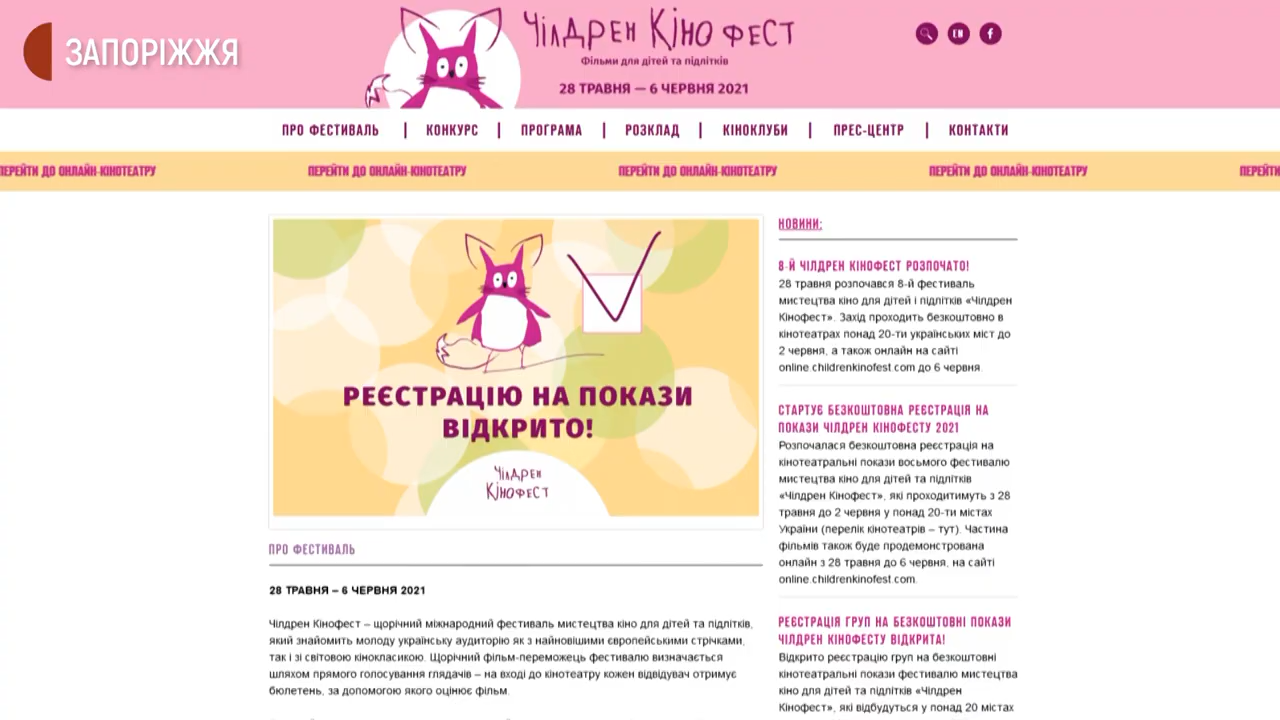 ЗАПОРІЖЖЯ
ЧІЛДРЕН КІНОФЕСТ
Фільми для дітей та підлітків
28 ТРАВНЯ — 6 ЧЕРВНЯ 2021
EN
ПРО ФЕСТИВАЛЬ | КОНКУРС | ПРОГРАМА | РОЗКЛАД | КІНОКЛУБИ | ПРЕС-ЦЕНТР | КОНТАКТИ
ПЕРЕЙТИ ДО ОНЛАЙН-КІНОТЕАТРУ ПЕРЕЙТИ ДО ОНЛАЙН-КІНОТЕАТРУ ПЕРЕЙТИ ДО ОНЛАЙН-КІНОТЕАТРУ ПЕРЕЙТИ ДО ОНЛАЙН-КІНОТЕАТРУ ПЕРЕЙТИ
РЕЄСТРАЦІЮ НА ПОКАЗИ
ВІДКРИТО!
ЧІЛДРЕН
КІНОФЕСТ
ПРО ФЕСТИВАЛЬ
28 ТРАВНЯ – 6 ЧЕРВНЯ 2021
Чілдрен Кінофест – щорічний міжнародний фестиваль мистецтва кіно для дітей та підлітків,
який знайомить молоду українську аудиторію як з найновішими європейськими стрічками,
так і зі світовою кінокласикою. Щорічний фільм-переможець фестивалю визначається
шляхом прямого голосування глядачів – на вході до кінотеатру кожен відвідувач отримує
бюлетень, за допомогою якого оцінює фільм.
НОВИНИ:
8-Й ЧІЛДРЕН КІНОФЕСТ РОЗПОЧАТО!
28 травня розпочався 8-й фестиваль
мистецтва кіно для дітей і підлітків «Чілдрен
Кінофест». Захід проходить безкоштовно в
кінотеатрах понад 20-ти українських міст до
2 червня, а також онлайн на сайті
online.childrenkinofest.com до 6 червня.
СТАРТУЄ БЕЗКОШТОВНА РЕЄСТРАЦІЯ НА
ПОКАЗИ ЧІЛДРЕН КІНОФЕСТУ 2021
Розпочалася безкоштовна реєстрація на
кінотеатральні покази восьмого фестивалю
мистецтва кіно для дітей та підлітків
«Чілдрен Кінофест», які проходитимуть з 28
травня до 2 червня у понад 20-ти містах
України (перелік кінотеатрів – тут). Частина
фільмів також буде продемонстрована
онлайн з 28 травня до 6 червня, на сайті
online.childrenkinofest.com.
РЕЄСТРАЦІЯ ГРУП НА БЕЗКОШТОВНІ ПОКАЗИ
ЧІЛДРЕН КІНОФЕСТУ ВІДКРИТА!
Відкрито реєстрацію груп на безкоштовні
кінотеатральні покази фестивалю мистецтва
кіно для дітей та підлітків «Чілдрен
Кінофест», які відбудуться у понад 20 містах